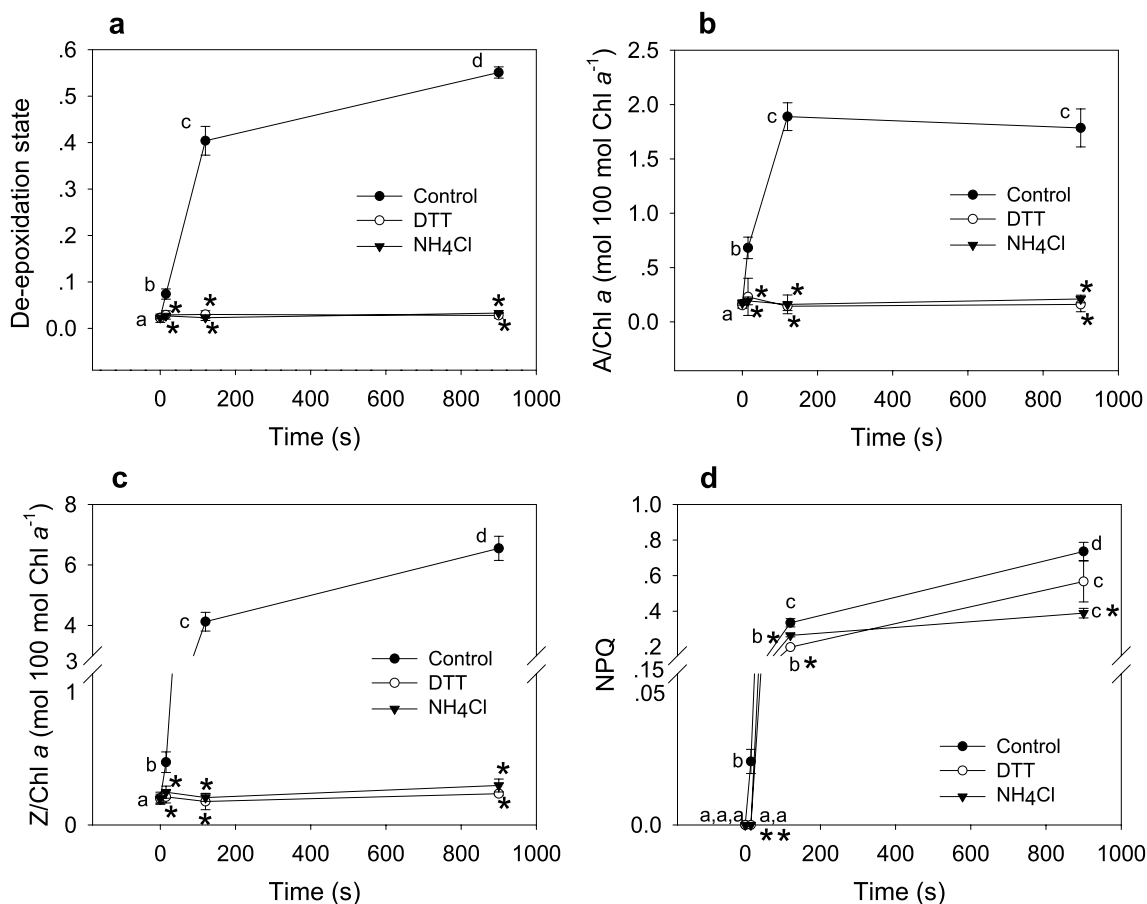 a
.6
.5
.4
.3
.2
.1
0.0
De-epoxidation state
a
b
c
d
*
*
*
*
*
*
Control
DTT
NH4Cl
0 200 400 600 800 1000
Time (s)
b
2.5
2.0
1.5
1.0
.5
0.0
A/Chl a (mol 100 mol Chl a-1)
a
b
c
c
*
*
*
*
*
*
Control
DTT
NH4Cl
0 200 400 600 800 1000
Time (s)
c
8
6
4
3
1
0
Z/Chl a (mol 100 mol Chl a-1)
a
b
c
d
*
*
*
*
*
*
Control
DTT
NH4Cl
0 200 400 600 800 1000
Time (s)
d
1.0
.8
.6
.4
.2
.15
.05
0.0
NPQ
d
c
c *
c
b *
b *
b
a,a,a a,a
* *
Control
DTT
NH4Cl
0 200 400 600 800 1000
Time (s)